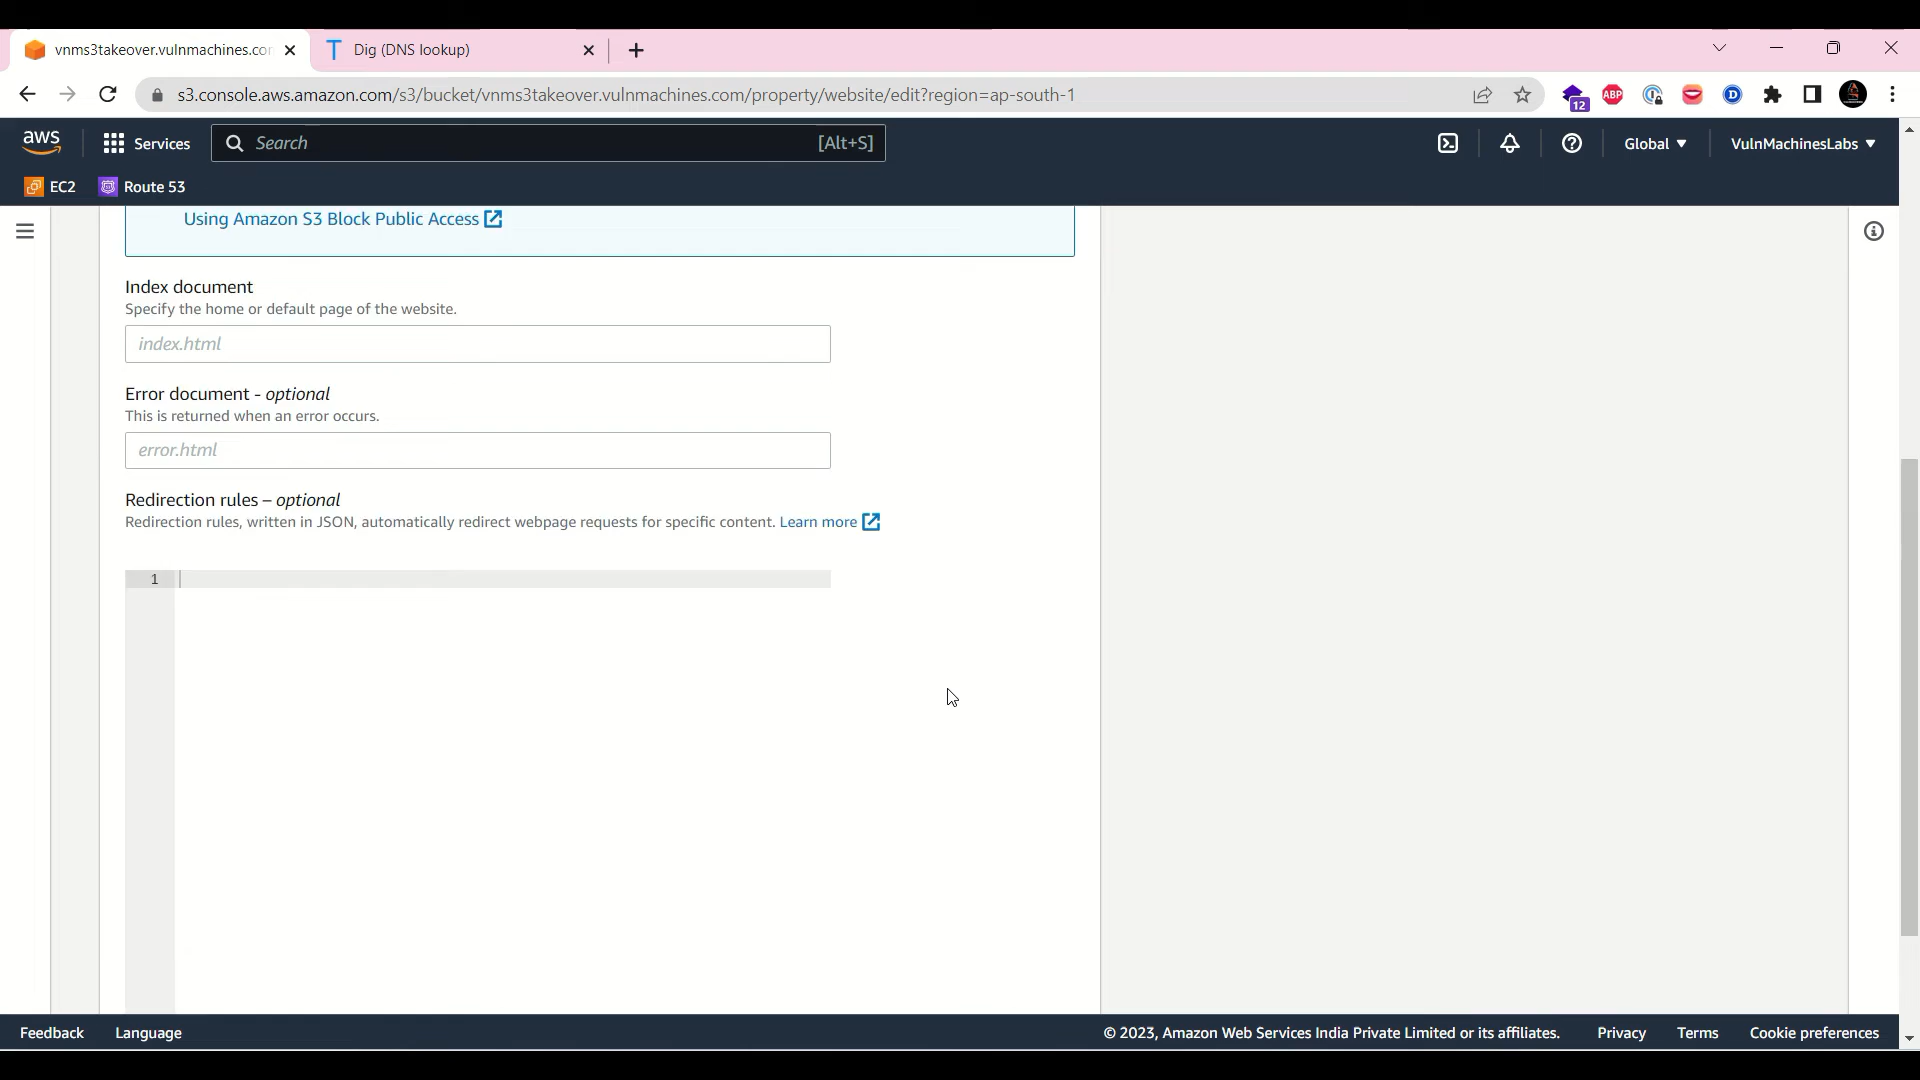 vnms3takeover.vulnmachines.con
Dig (DNS lookup)
s3.console.aws.amazon.com/s3/bucket/vnms3takeover.vulnmachines.com/property/website/edit?region=ap-south-1
12
ABP
D
aws
Services
Search
[Alt+S]
Global
VulnMachinesLabs
EC2
Route 53
Using Amazon S3 Block Public Access
Index document
Specify the home or default page of the website.
index.html
Error document - optional
This is returned when an error occurs.
error.html
Redirection rules – optional
Redirection rules, written in JSON, automatically redirect webpage requests for specific content. Learn more
1
Feedback
Language
© 2023, Amazon Web Services India Private Limited or its affiliates.
Privacy
Terms
Cookie preferences